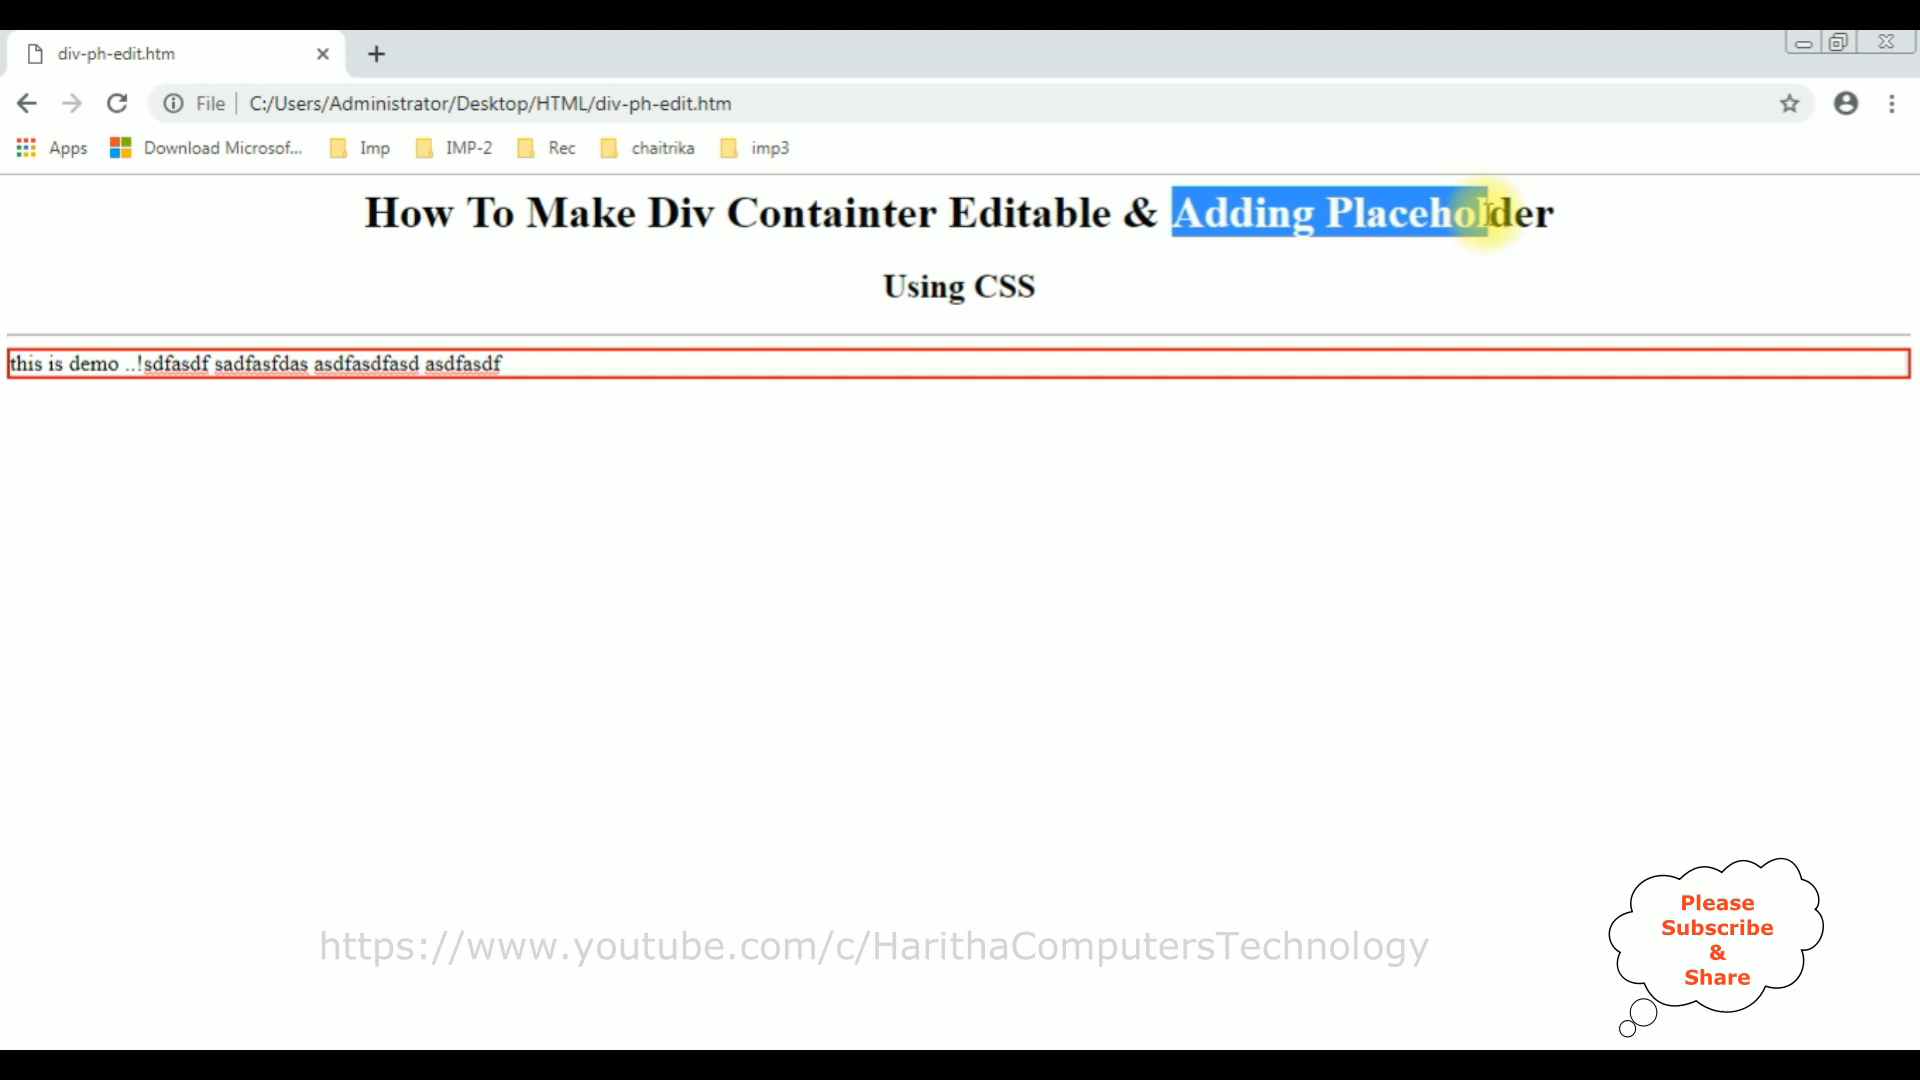 div-ph-edit.htm
File
C:/Users/Administrator/Desktop/HTML/div-ph-edit.htm
Apps
Download Microsof...
Imp
IMP-2
Rec
chaitrika
imp3
How To Make Div Containter Editable & Adding Placeholder
Using CSS
this is demo ..!sdfasdf sadfasfdas asdfasdfasd asdfasdf
https://www.youtube.com/c/HarithaComputersTechnology
Please
Subscribe
&
Share